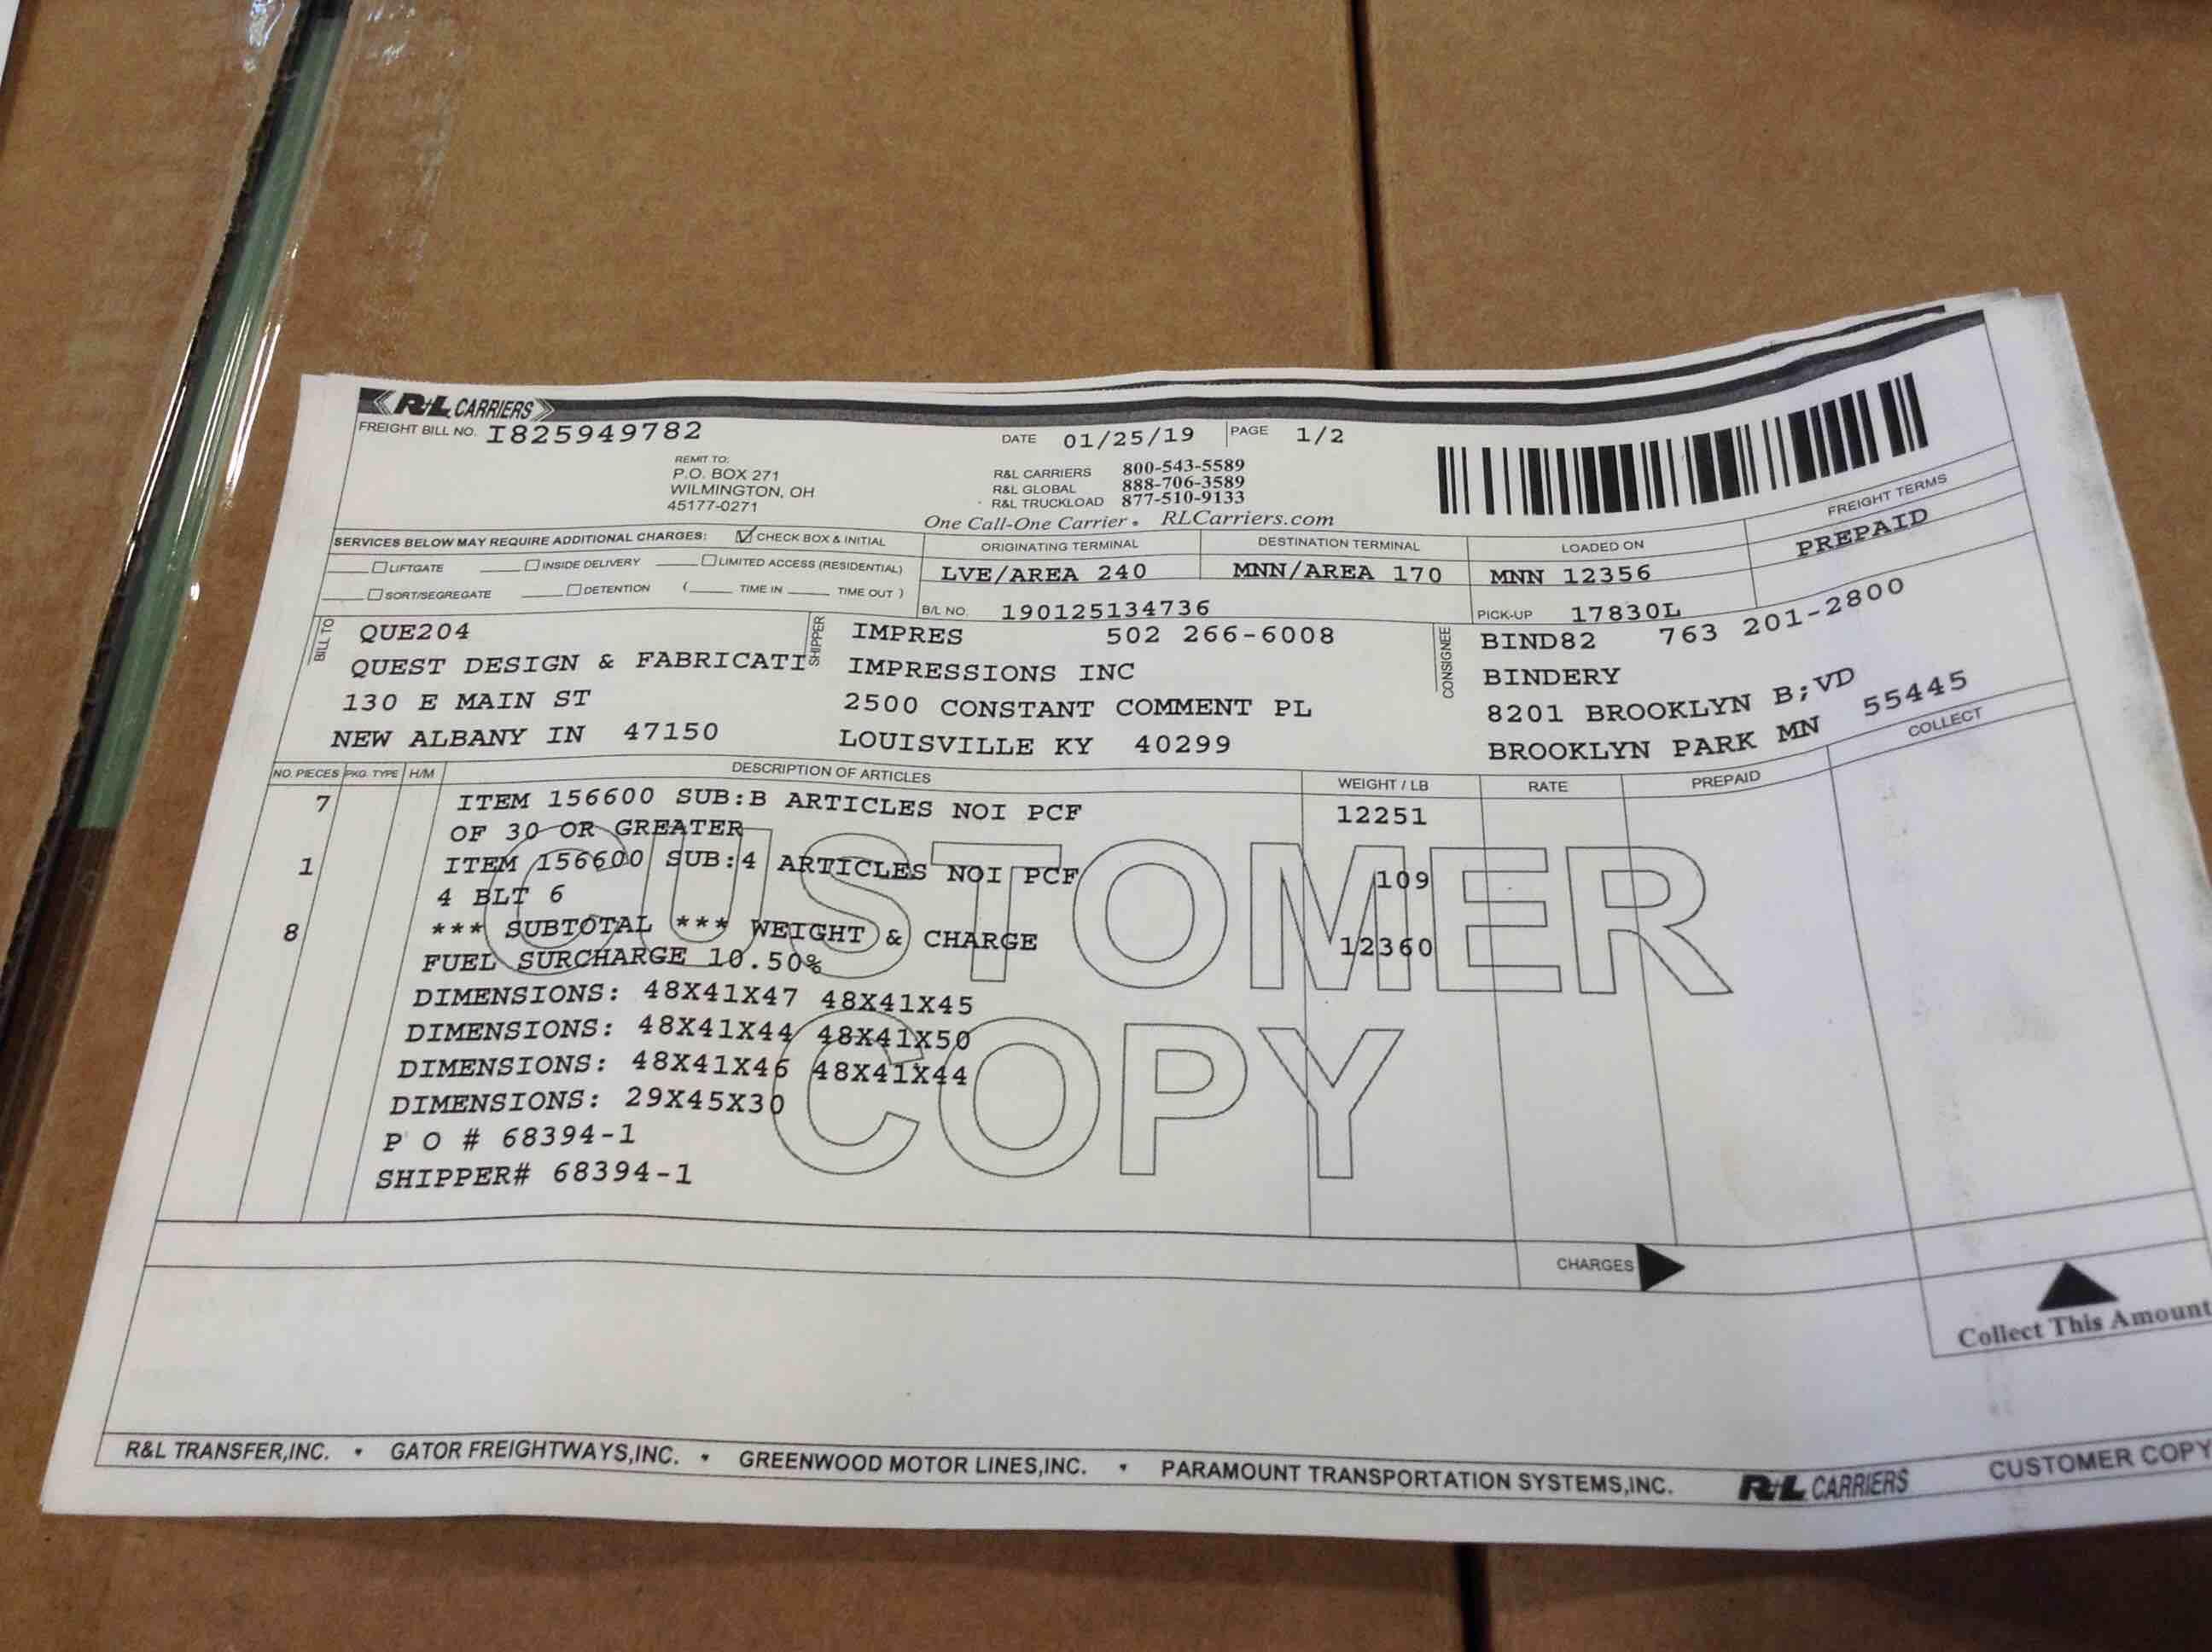 R+L CARRIERS
FREIGHT BILL NO. I825949782
DATE 01/25/19 PAGE 1/2
REMIT TO:
P.O. BOX 271
WILMINGTON, OH
45177-0271
R&L CARRIERS 800-543-5589
R&L GLOBAL 888-706-3589
R&L TRUCKLOAD 877-510-9133
One Call-One Carrier • RLCarriers.com
FREIGHT TERMS
PREPAID
SERVICES BELOW MAY REQUIRE ADDITIONAL CHARGES: CHECK BOX & INITIAL
LIFTGATE INSIDE DELIVERY LIMITED ACCESS (RESIDENTIAL)
SORT/SEGREGATE DETENTION ( TIME IN TIME OUT )
ORIGINATING TERMINAL DESTINATION TERMINAL LOADED ON
LVE/AREA 240 MNN/AREA 170 MNN 12356
B/L NO. 190125134736 PICK-UP 17830L
BILL TO
QUE204
QUEST DESIGN & FABRICATI
130 E MAIN ST
NEW ALBANY IN 47150
SHIPPER
IMPRES 502 266-6008
IMPRESSIONS INC
2500 CONSTANT COMMENT PL
LOUISVILLE KY 40299
CONSIGNEE
BIND82 763 201-2800
BINDERY
8201 BROOKLYN B;VD
BROOKLYN PARK MN 55445
NO. PIECES PKG. TYPE H/M DESCRIPTION OF ARTICLES WEIGHT / LB RATE PREPAID COLLECT
7 ITEM 156600 SUB:B ARTICLES NOI PCF 12251
OF 30 OR GREATER
1 ITEM 156600 SUB:4 ARTICLES NOI PCF 109
4 BLT 6
8 *** SUBTOTAL *** WEIGHT & CHARGE 12360
FUEL SURCHARGE 10.50%
DIMENSIONS: 48X41X47 48X41X45
DIMENSIONS: 48X41X44 48X41X50
DIMENSIONS: 48X41X46 48X41X44
DIMENSIONS: 29X45X30
P O # 68394-1
SHIPPER# 68394-1
CUSTOMER
COPY
CHARGES
Collect This Amount
R&L TRANSFER,INC. • GATOR FREIGHTWAYS,INC. • GREENWOOD MOTOR LINES,INC. • PARAMOUNT TRANSPORTATION SYSTEMS,INC. R+L CARRIERS CUSTOMER COPY